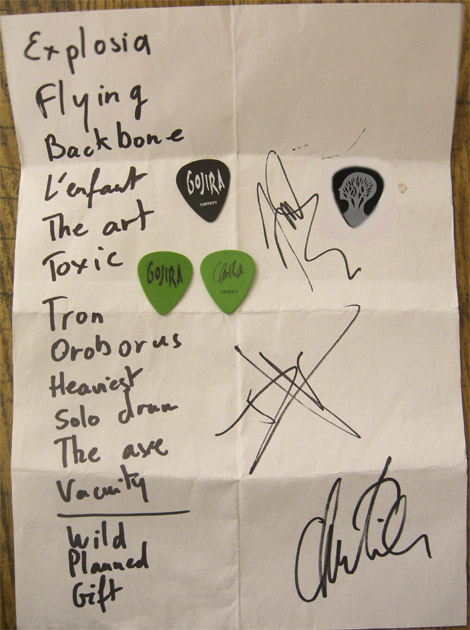 Explosia
Flying
Backbone
L'enfant
GOJIRA
The art
Toxic
GOJIRA
Tron
Oroborus
Heaviest
Solo drum
The axe
Vacuity
Wild
Planned
Gift